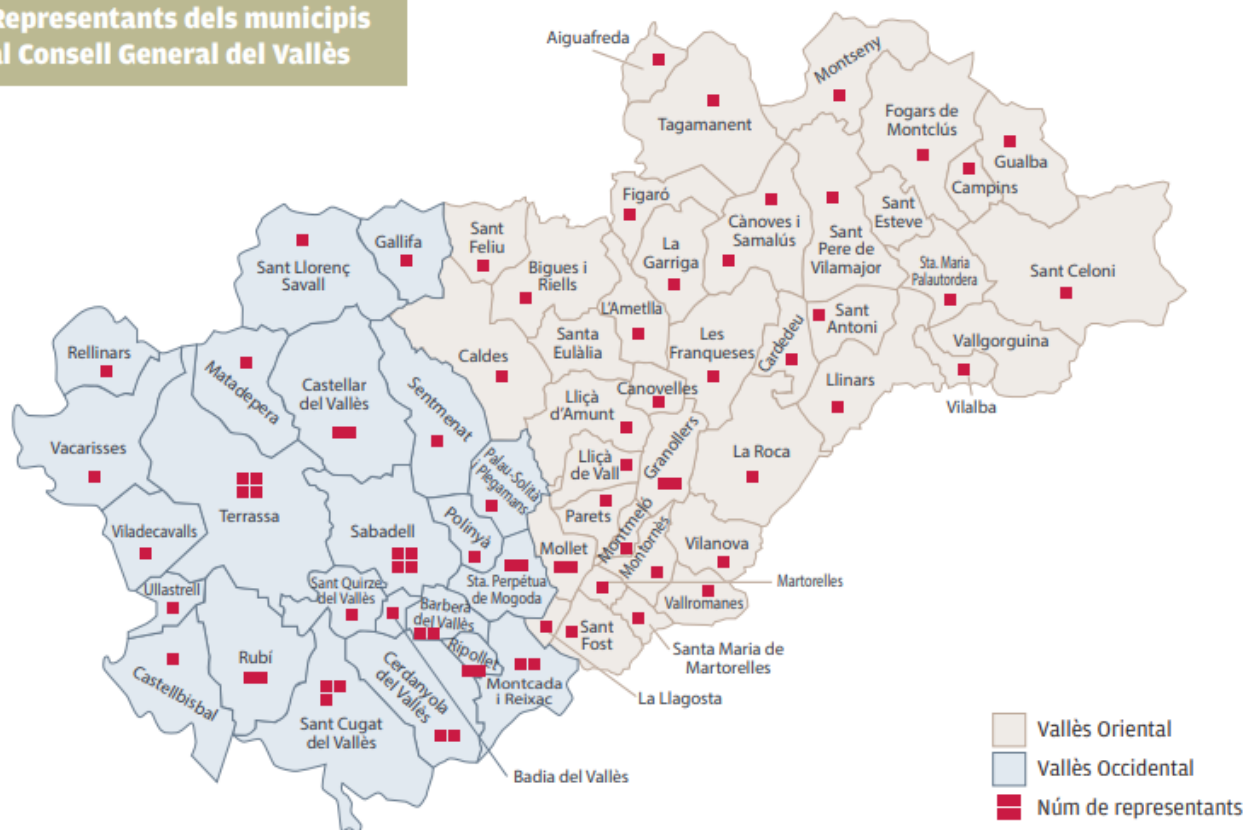 Representants dels municipis
al Consell General del Vallès
Aiguafreda
Montseny
Tagamanent
Fogars de
Montclús
Gualba
Campins
Figaró
Cànoves i
Samalús
Sant
Esteve
Sant
Pere de
Vilamajor
La
Garriga
Sta. Maria
Palautordera
Sant Celoni
Sant
Feliu
Bigues i
Riells
Gallifa
Sant Llorenç
Savall
L'Ametlla
Sant
Antoni
Santa
Eulàlia
Les
Franqueses
Cardedeu
Vallgorguina
Rellinars
Matadepera
Castellar
del Vallès
Sentmenat
Caldes
Lliçà
d'Amunt
Canovelles
Llinars
Vilalba
Vacarisses
Palau-Solità
i Plegamans
Lliçà
de Vall
Granollers
La Roca
Terrassa
Viladecavalls
Sabadell
Polinyà
Parets
Montmeló
Montornès
Vilanova
Mollet
Ullastrell
Sant Quirze
del Vallès
Barberà
del Vallès
Sta. Perpétua
de Mogoda
Martorelles
Vallromanes
Castellbisbal
Rubí
Cerdanyola
del Vallès
Ripollet
Montcada
i Reixac
Sant
Fost
Santa Maria de
Martorelles
La Llagosta
Sant Cugat
del Vallès
Badia del Vallès
Vallès Oriental
Vallès Occidental
Núm de representants